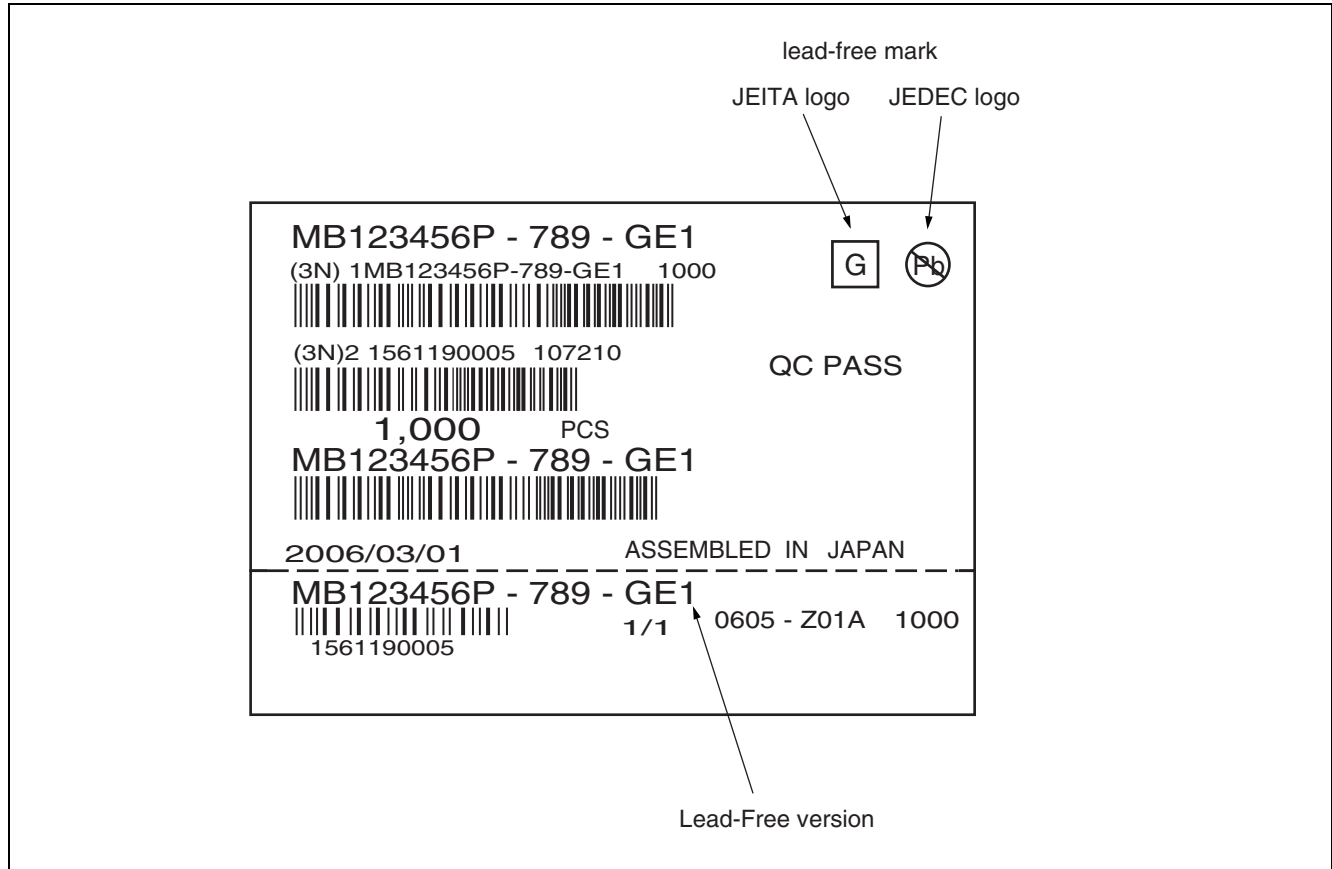 lead-free mark
JEITA logo JEDEC logo
MB123456P - 789 - GE1
(3N) 1MB123456P-789-GE1 1000
G Pb
(3N)2 1561190005 107210
QC PASS
1,000 PCS
MB123456P - 789 - GE1
2006/03/01 ASSEMBLED IN JAPAN
MB123456P - 789 - GE1
1/1 0605 - Z01A 1000
1561190005
Lead-Free version